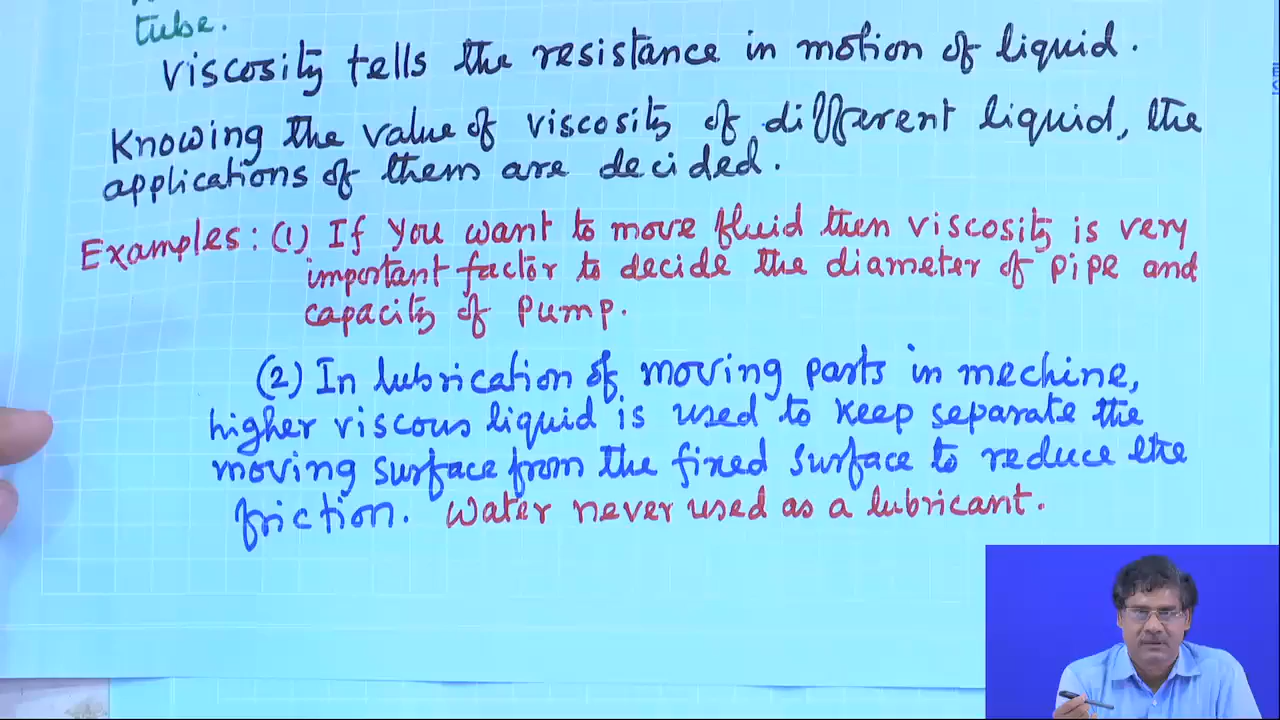 tube.
Viscosity tells the resistance in motion of liquid.
Knowing the value of viscosity of different liquid, the
applications of them are decided.
Examples: (1) If you want to move fluid then viscosity is very
important factor to decide the diameter of pipe and
capacity of pump.
(2) In lubrication of moving parts in mechine,
higher viscous liquid is used to keep separate the
moving surface from the fixed surface to reduce the
friction. Water never used as a lubricant.